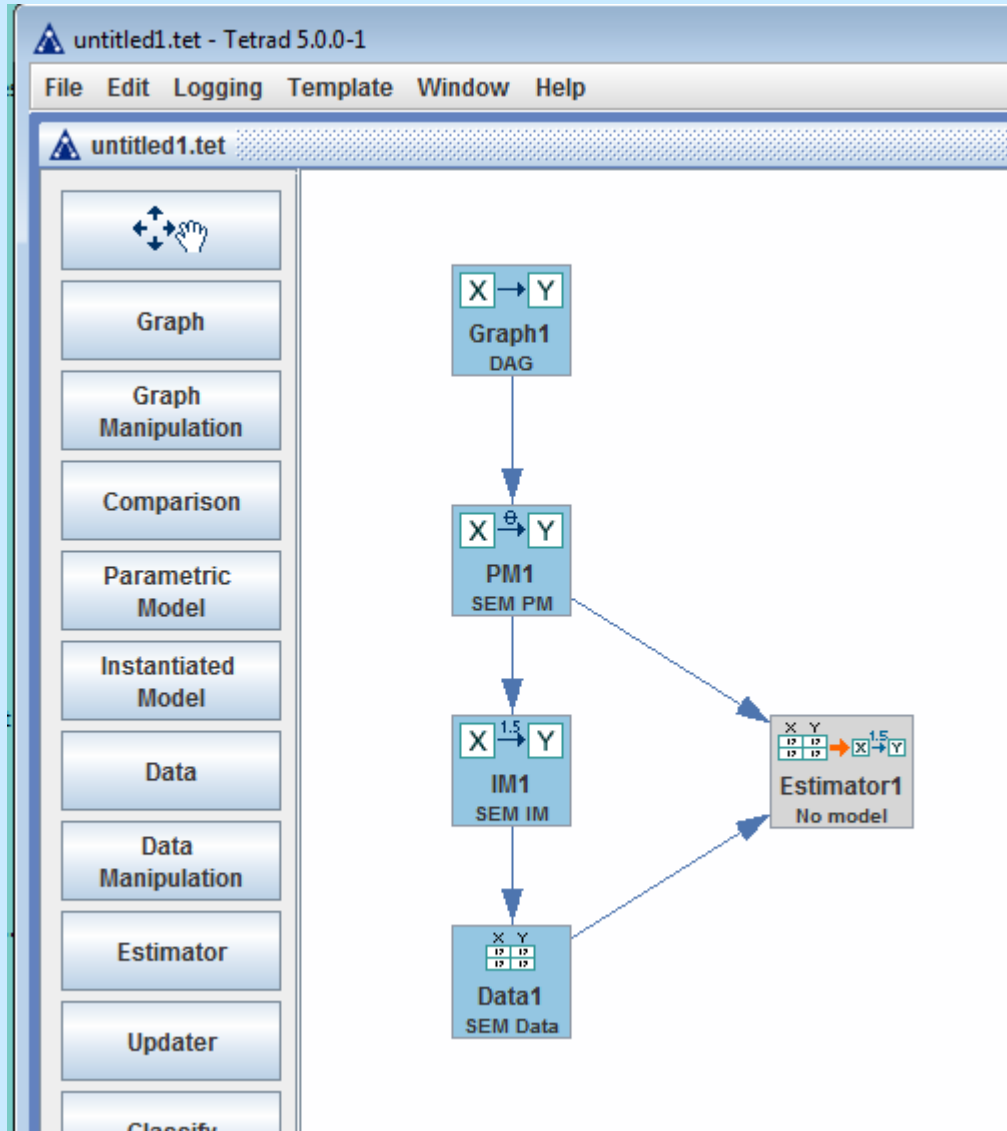 untitled1.tet - Tetrad 5.0.0-1
File Edit Logging Template Window Help
untitled1.tet
Graph
Graph
Manipulation
Comparison
Parametric
Model
Instantiated
Model
Data
Data
Manipulation
Estimator
Updater
Classify
X Y
Graph1
DAG
X θ Y
PM1
SEM PM
X 1.5 Y
IM1
SEM IM
X Y
Data1
SEM Data
X Y
X 1.5 Y
Estimator1
No model